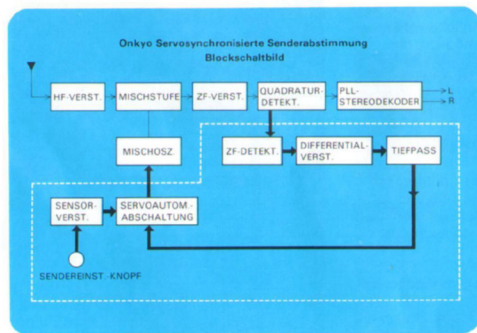 Onkyo Servosynchronisierte Senderabstimmung
Blockschaltbild
HF-VERST.
MISCHSTUFE
ZF-VERST.
QUADRATUR-
DETEKT.
PLL-
STEREODEKODER
L
R
MISCHOSZ.
ZF-DETEKT.
DIFFERENTIAL-
VERST.
TIEFPASS
SENSOR-
VERST.
SERVOAUTOM.-
ABSCHALTUNG
SENDEREINST.-KNOPF